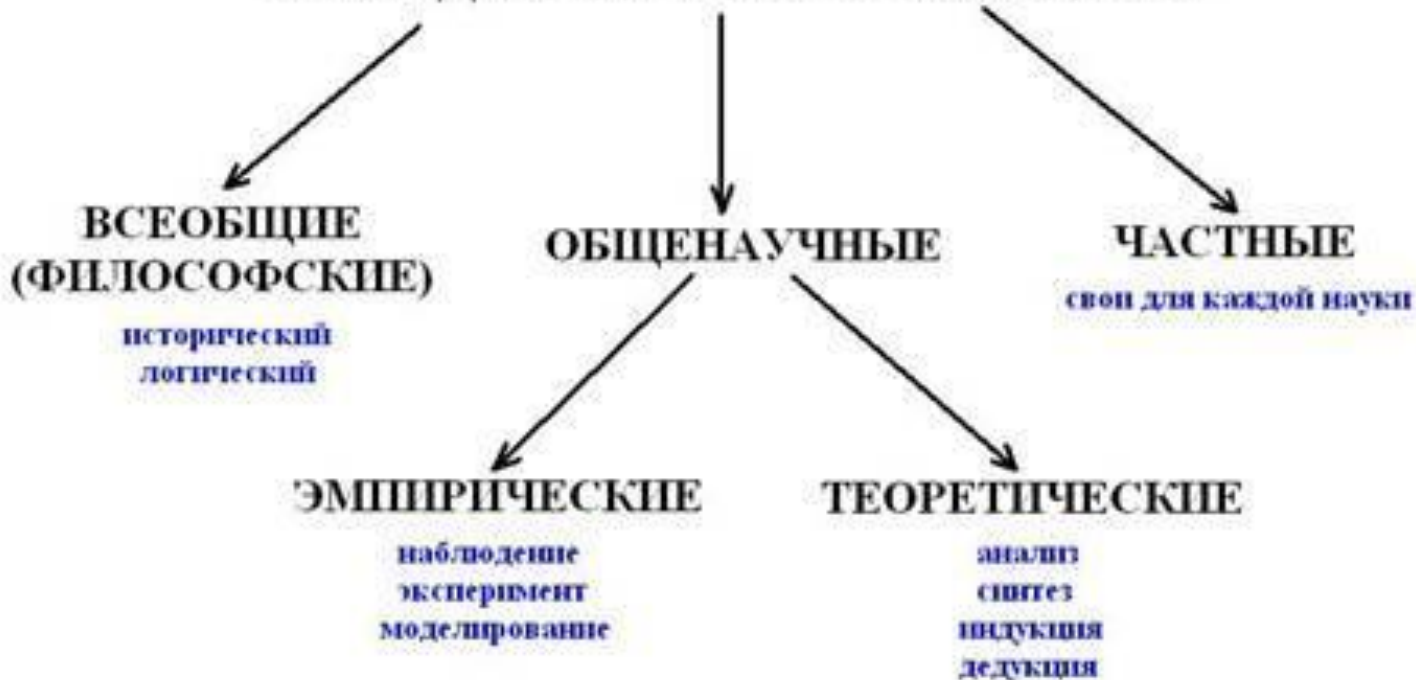 ВСЕОБЩИЕ
(ФИЛОСОФСКИЕ)
исторический
логический
ОБЩЕНАУЧНЫЕ
ЧАСТНЫЕ
свои для каждой науки
ЭМПИРИЧЕСКИЕ
наблюдение
эксперимент
моделирование
ТЕОРЕТИЧЕСКИЕ
анализ
синтез
индукция
дедукция